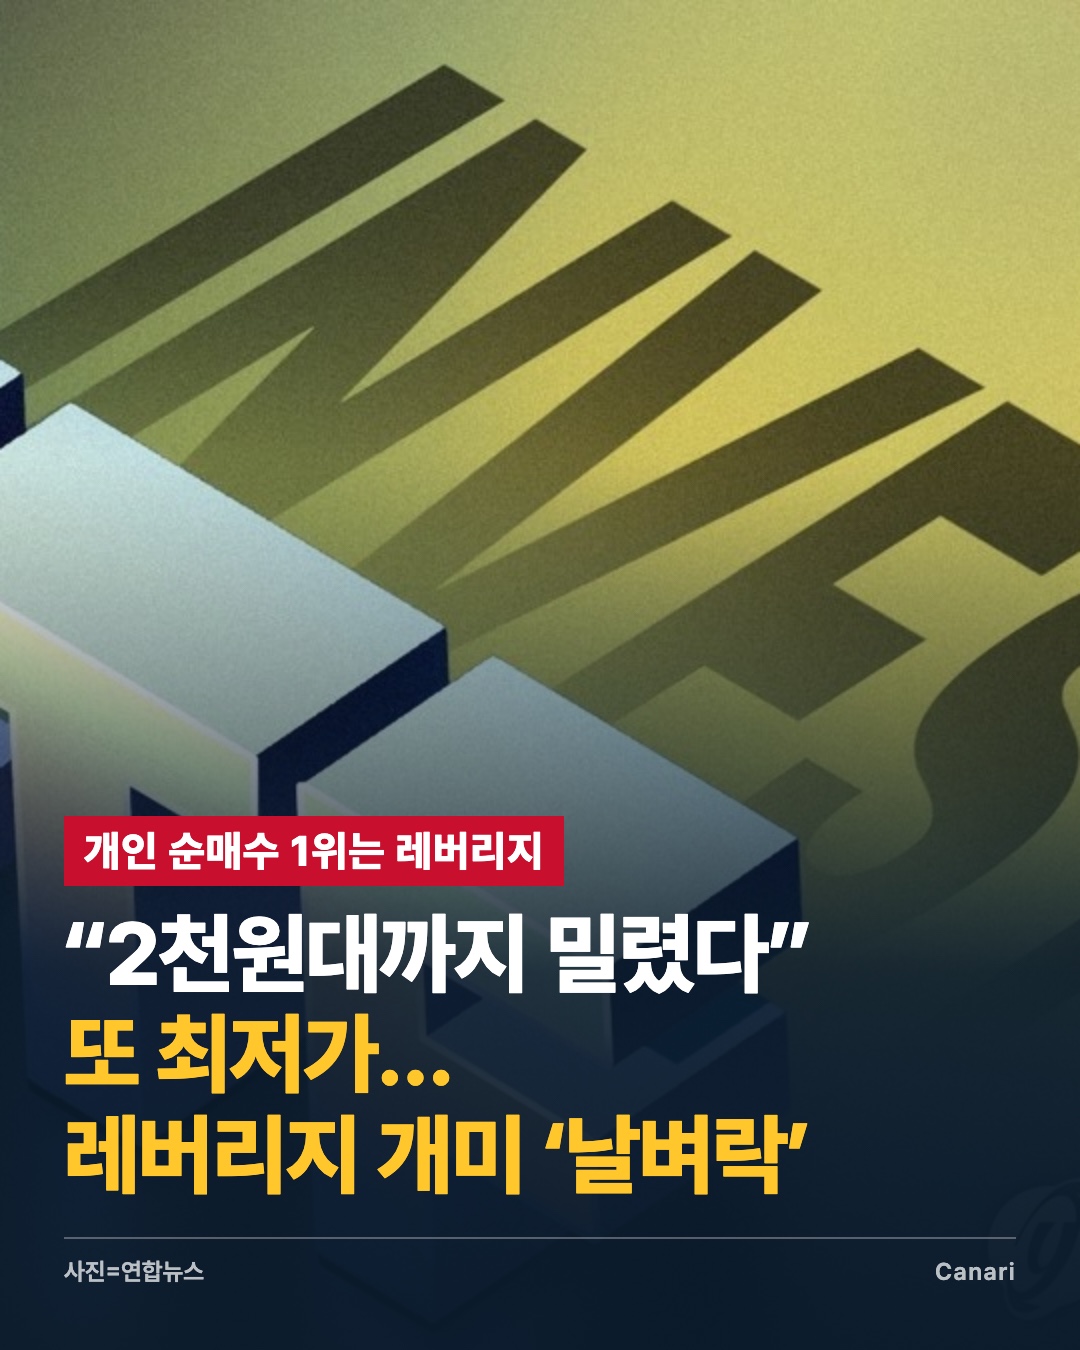 INVES
개인 순매수 1위는 레버리지
“2천원대까지 밀렸다”
또 최저가...
레버리지 개미 ‘날벼락’
사진=연합뉴스
Canari